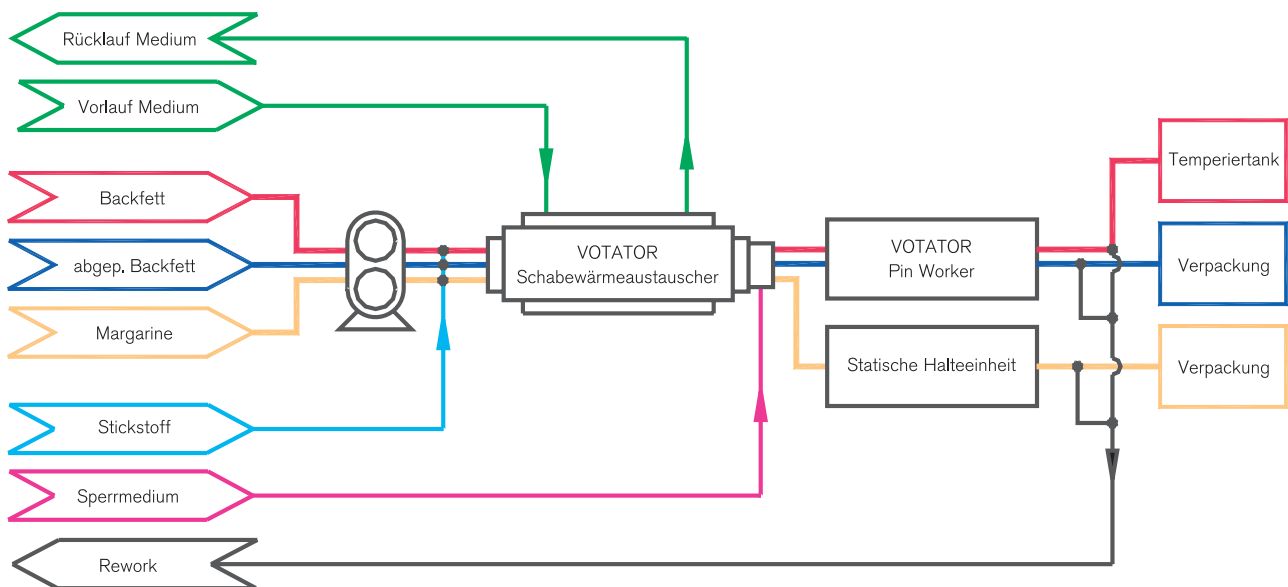 Rücklauf Medium
Vorlauf Medium
Backfett
abgep. Backfett
Margarine
Stickstoff
Sperrmedium
Rework
VOTATOR
Schabewärmeaustauscher
VOTATOR
Pin Worker
Statische Halteeinheit
Temperiertank
Verpackung
Verpackung